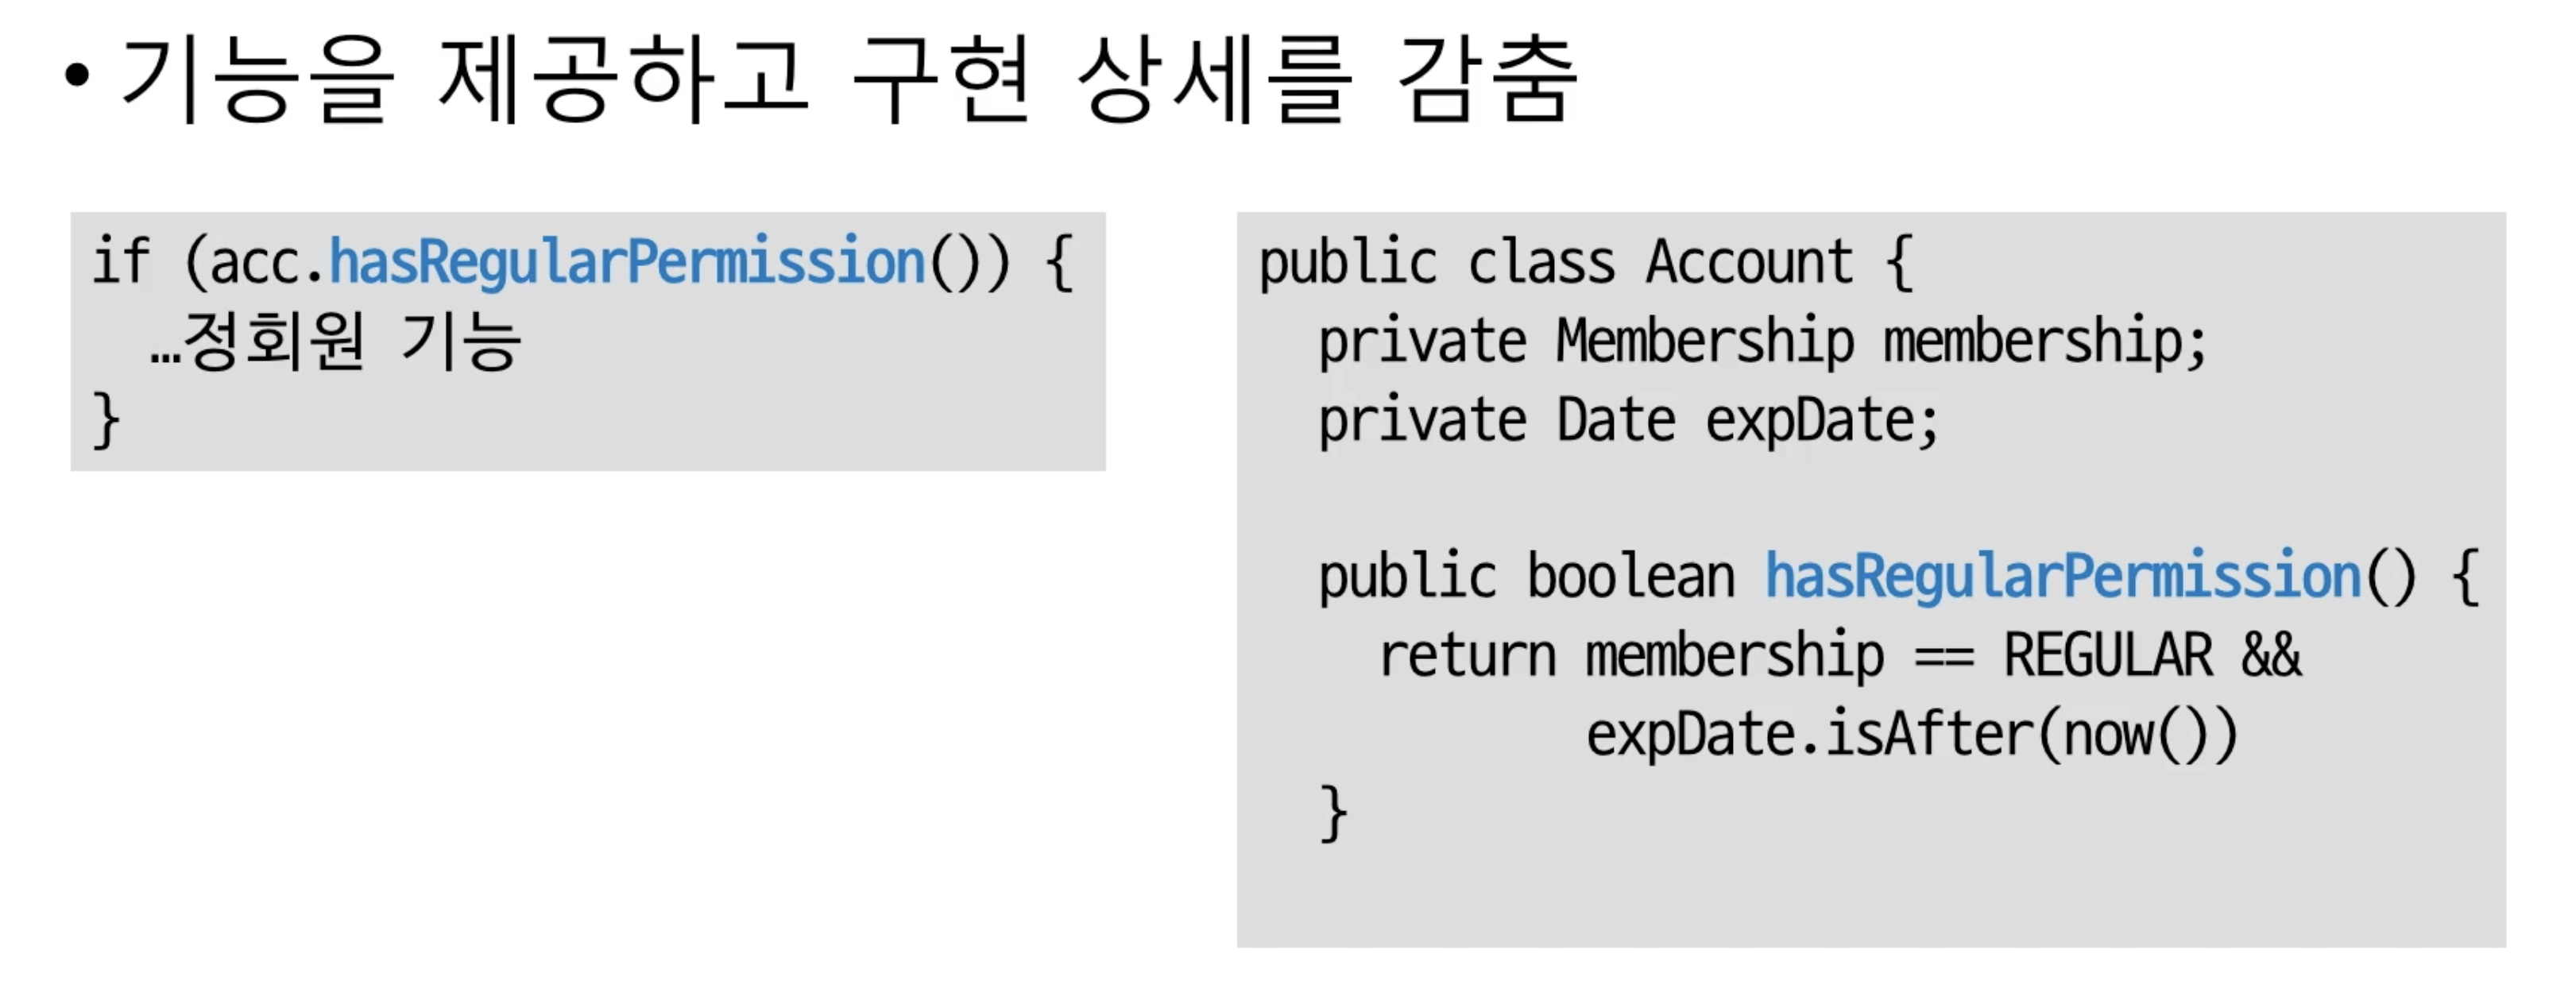 • 기능을 제공하고 구현 상세를 감춤
if (acc.hasRegularPermission()) {
…정회원 기능
}
public class Account {
private Membership membership;
private Date expDate;
public boolean hasRegularPermission() {
return membership == REGULAR &&
expDate.isAfter(now())
}